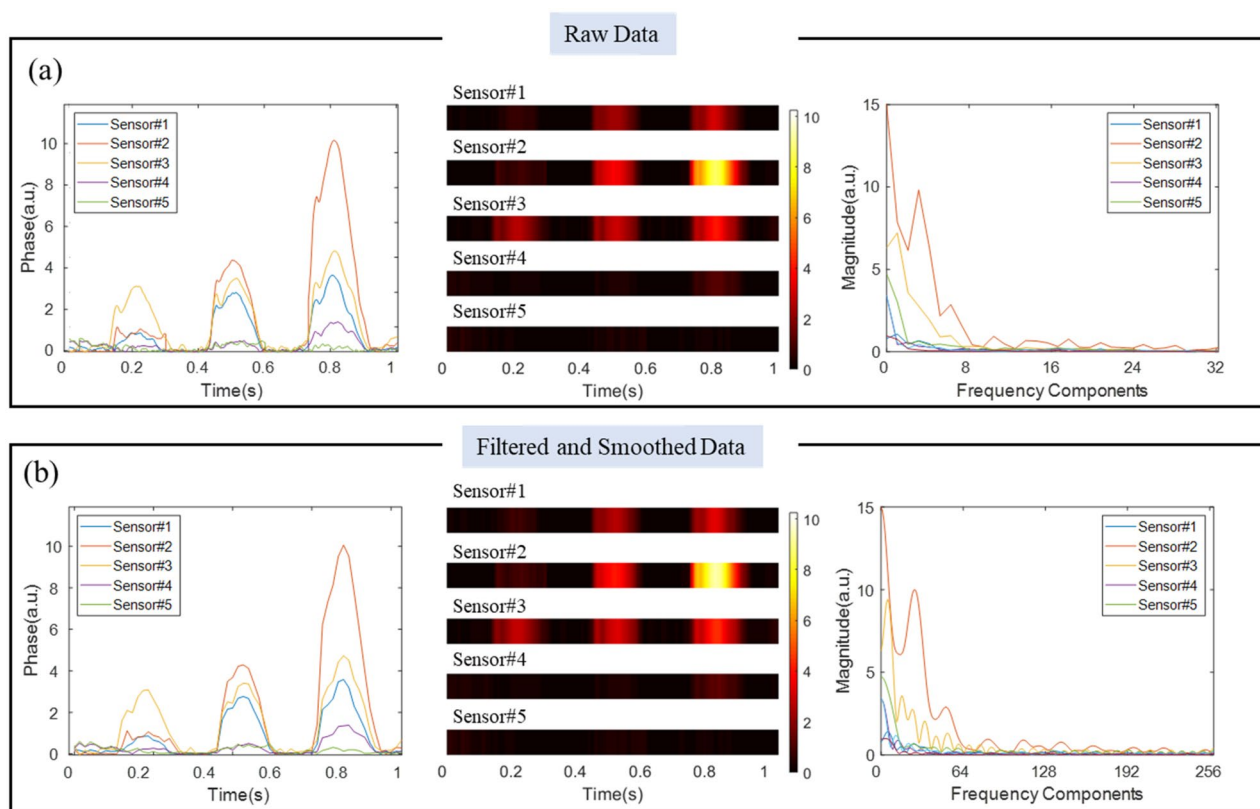 Raw Data
(a)
Sensor#1
Sensor#2
Sensor#3
Sensor#4
Sensor#5
Phase(a.u.)
10
8
6
4
2
0
0
0.2
0.4
0.6
0.8
1
Time(s)
Sensor#1
Sensor#2
Sensor#3
Sensor#4
Sensor#5
0
0.2
0.4
0.6
0.8
1
Time(s)
10
8
6
4
2
0
Sensor#1
Sensor#2
Sensor#3
Sensor#4
Sensor#5
Magnitude(a.u.)
15
10
5
0
0
8
16
24
32
Frequency Components
Filtered and Smoothed Data
(b)
Sensor#1
Sensor#2
Sensor#3
Sensor#4
Sensor#5
Phase(a.u.)
10
8
6
4
2
0
0
0.2
0.4
0.6
0.8
1
Time(s)
Sensor#1
Sensor#2
Sensor#3
Sensor#4
Sensor#5
0
0.2
0.4
0.6
0.8
1
Time(s)
10
8
6
4
2
0
Sensor#1
Sensor#2
Sensor#3
Sensor#4
Sensor#5
Magnitude(a.u.)
15
10
5
0
0
64
128
192
256
Frequency Components